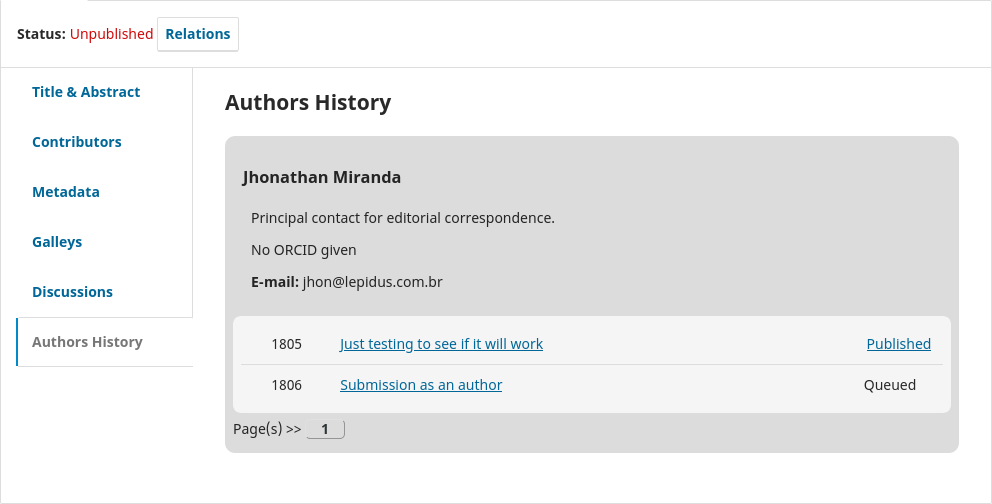 Status: Unpublished Relations
Title & Abstract
Contributors
Metadata
Galleys
Discussions
Authors History
Authors History
Jhonathan Miranda
Principal contact for editorial correspondence.
No ORCID given
E-mail: jhon@lepidus.com.br
1805 Just testing to see if it will work Published
1806 Submission as an author Queued
Page(s) >> 1